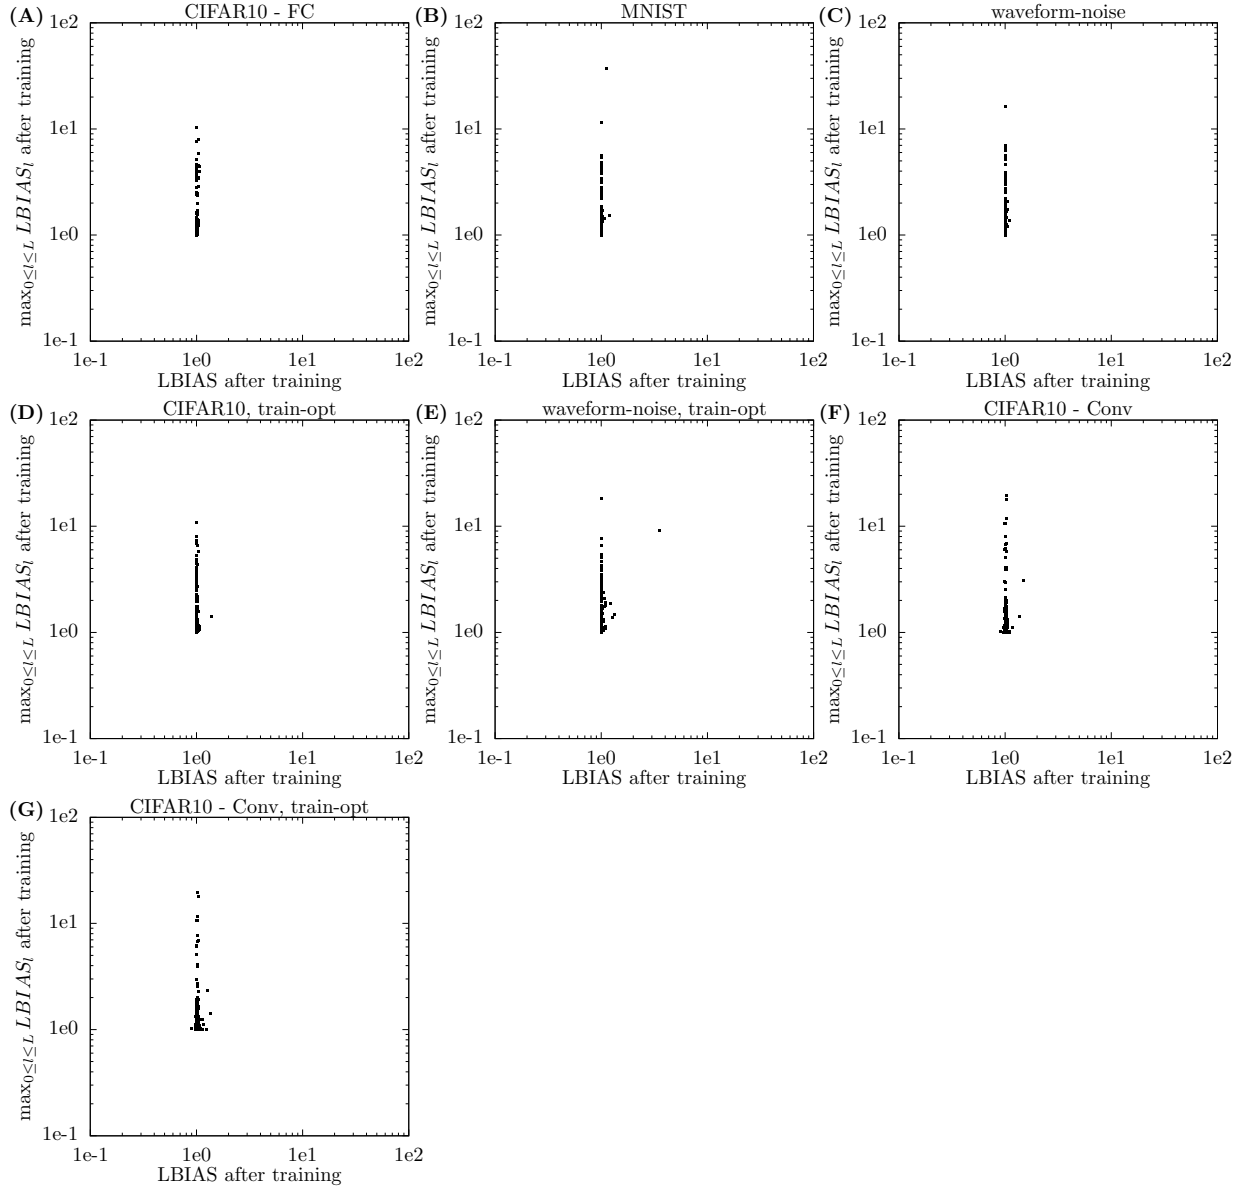 (A) CIFAR10 - FC
1e2
1e1
1e0
1e-1
max0≤l≤L LBIASl after training
1e-1 1e0 1e1 1e2
LBIAS after training
(B) MNIST
1e2
1e1
1e0
1e-1
max0≤l≤L LBIASl after training
1e-1 1e0 1e1 1e2
LBIAS after training
(C) waveform-noise
1e2
1e1
1e0
1e-1
max0≤l≤L LBIASl after training
1e-1 1e0 1e1 1e2
LBIAS after training
(D) CIFAR10, train-opt
1e2
1e1
1e0
1e-1
max0≤l≤L LBIASl after training
1e-1 1e0 1e1 1e2
LBIAS after training
(E) waveform-noise, train-opt
1e2
1e1
1e0
1e-1
max0≤l≤L LBIASl after training
1e-1 1e0 1e1 1e2
LBIAS after training
(F) CIFAR10 - Conv
1e2
1e1
1e0
1e-1
max0≤l≤L LBIASl after training
1e-1 1e0 1e1 1e2
LBIAS after training
(G) CIFAR10 - Conv, train-opt
1e2
1e1
1e0
1e-1
max0≤l≤L LBIASl after training
1e-1 1e0 1e1 1e2
LBIAS after training